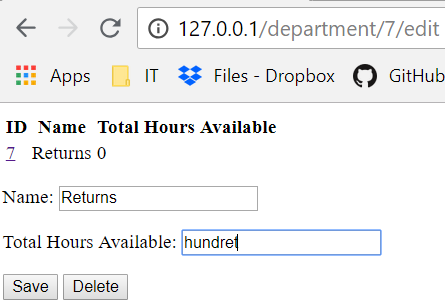 127.0.0.1/department/7/edit
Apps IT Files - Dropbox GitHub
ID Name Total Hours Available
7 Returns 0
Name: Returns
Total Hours Available: hundret
Save Delete